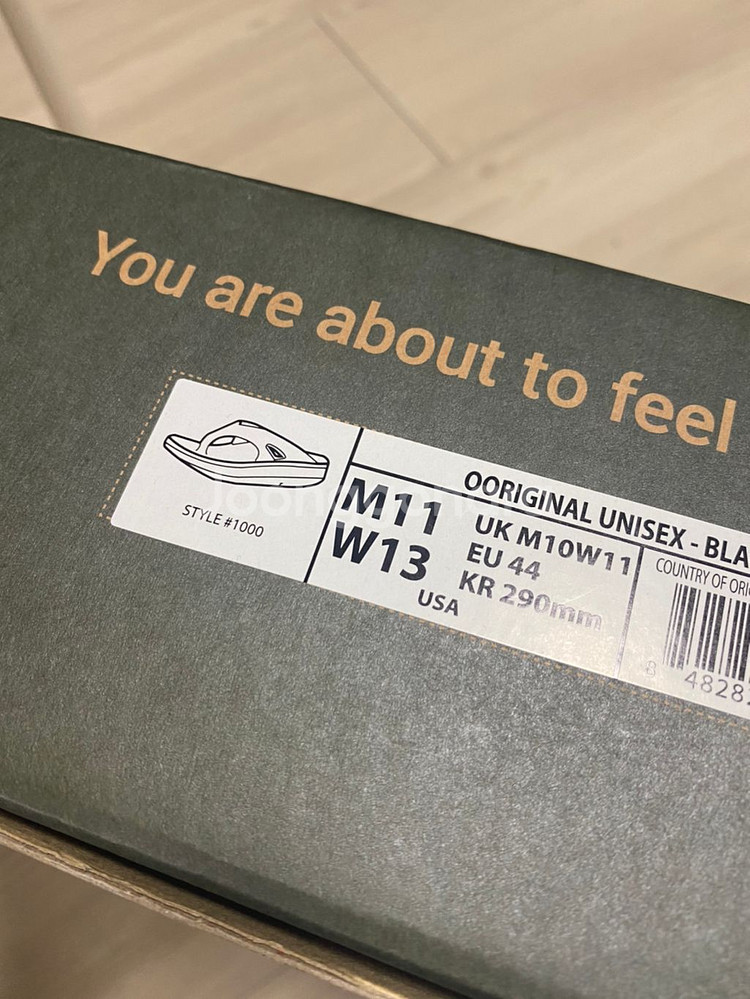 You are about to feel
STYLE #1000
OORIGINAL UNISEX - BLA
M11
W13
USA
UK M10W11
EU 44
KR 290mm
COUNTRY OF ORI
8 4828